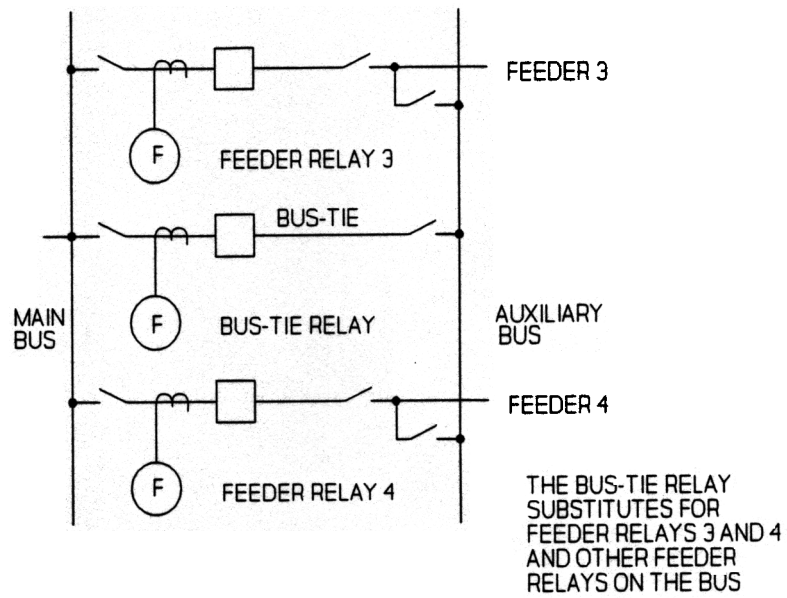 FEEDER 3
F
FEEDER RELAY 3
BUS-TIE
MAIN
BUS
F
BUS-TIE RELAY
AUXILIARY
BUS
FEEDER 4
F
FEEDER RELAY 4
THE BUS-TIE RELAY
SUBSTITUTES FOR
FEEDER RELAYS 3 AND 4
AND OTHER FEEDER
RELAYS ON THE BUS